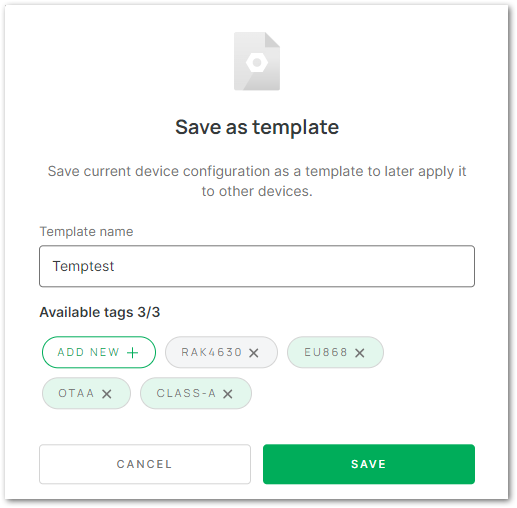 Save as template
Save current device configuration as a template to later apply it
to other devices.
Template name
Temptest
Available tags 3/3
ADD NEW + RAK4630 × EU868 ×
OTAA × CLASS-A ×
CANCEL SAVE